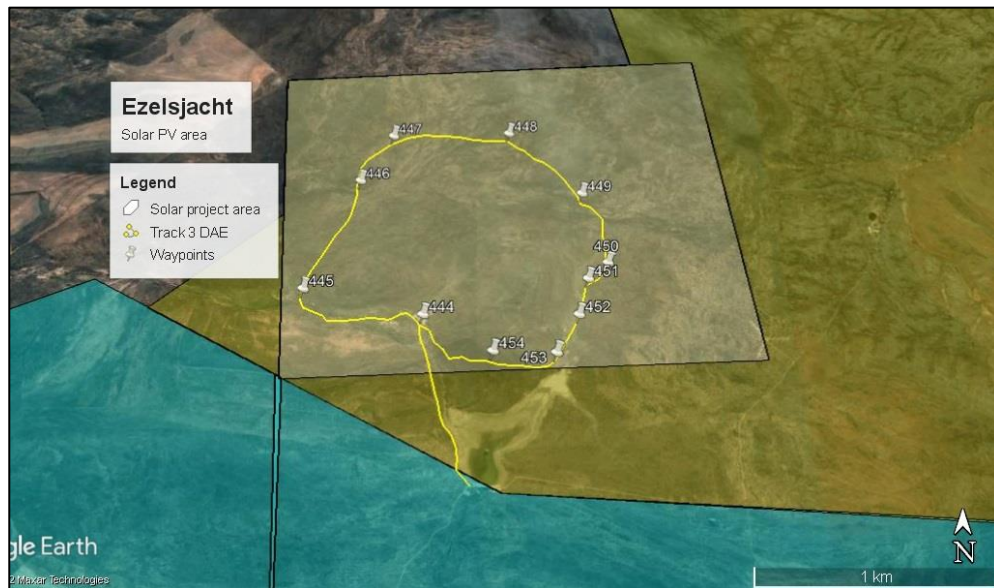 Ezelsjacht
Solar PV area
Legend
Solar project area
Track 3 DAE
Waypoints
447
448
446
449
450
445
451
444
452
454
453
gle Earth
2 Maxar Technologies
N
1 km